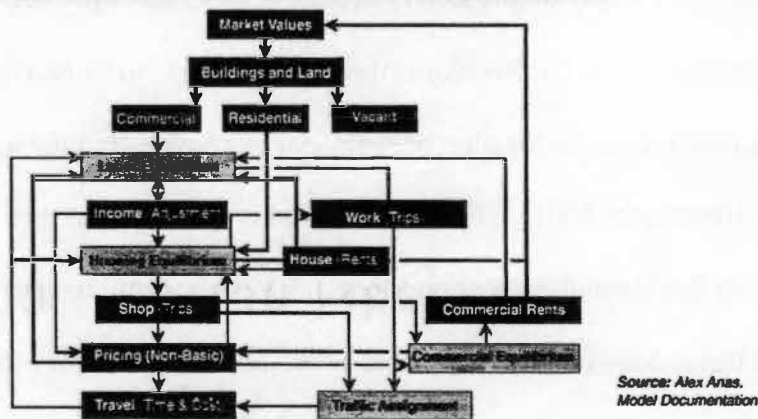 Market Values
Buildings and Land
Commercial
Residential
Vacant
Income Adjustment
Work Trips
Housing Equilibrium
House Rents
Shop Trips
Commercial Rents
Pricing (Non-Basic)
Commercial Equilibrium
Travel Time & Cost
Traffic Assignment
Source: Alex Anas.
Model Documentation